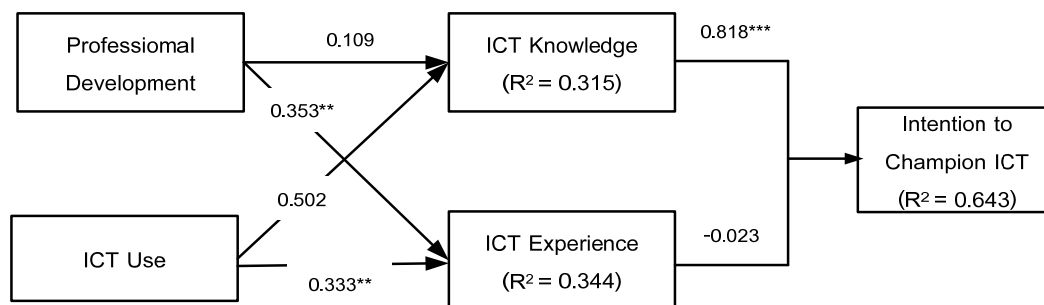 Professiomal
Development
0.109
ICT Knowledge
(R² = 0.315)
0.818***
0.353**
Intention to
Champion ICT
(R² = 0.643)
0.502
ICT Use
0.333**
ICT Experience
(R² = 0.344)
-0.023